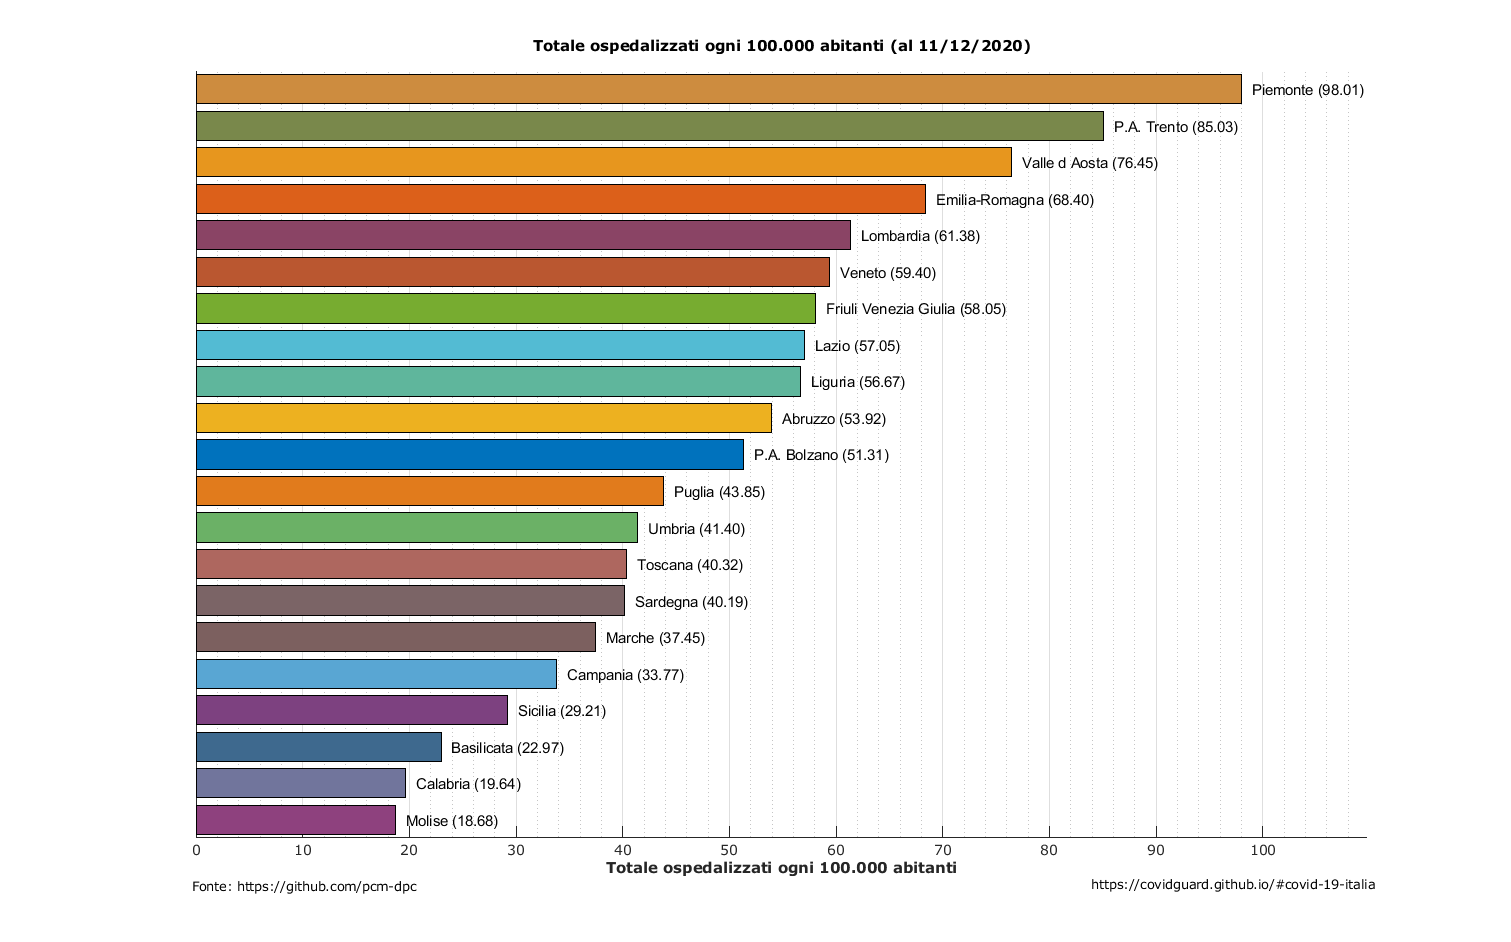 Totale ospedalizzati ogni 100.000 abitanti (al 11/12/2020)
Piemonte (98.01)
P.A. Trento (85.03)
Valle d Aosta (76.45)
Emilia-Romagna (68.40)
Lombardia (61.38)
Veneto (59.40)
Friuli Venezia Giulia (58.05)
Lazio (57.05)
Liguria (56.67)
Abruzzo (53.92)
P.A. Bolzano (51.31)
Puglia (43.85)
Umbria (41.40)
Toscana (40.32)
Sardegna (40.19)
Marche (37.45)
Campania (33.77)
Sicilia (29.21)
Basilicata (22.97)
Calabria (19.64)
Molise (18.68)
0 10 20 30 40 50 60 70 80 90 100
Totale ospedalizzati ogni 100.000 abitanti
Fonte: https://github.com/pcm-dpc
https://covidguard.github.io/#covid-19-italia